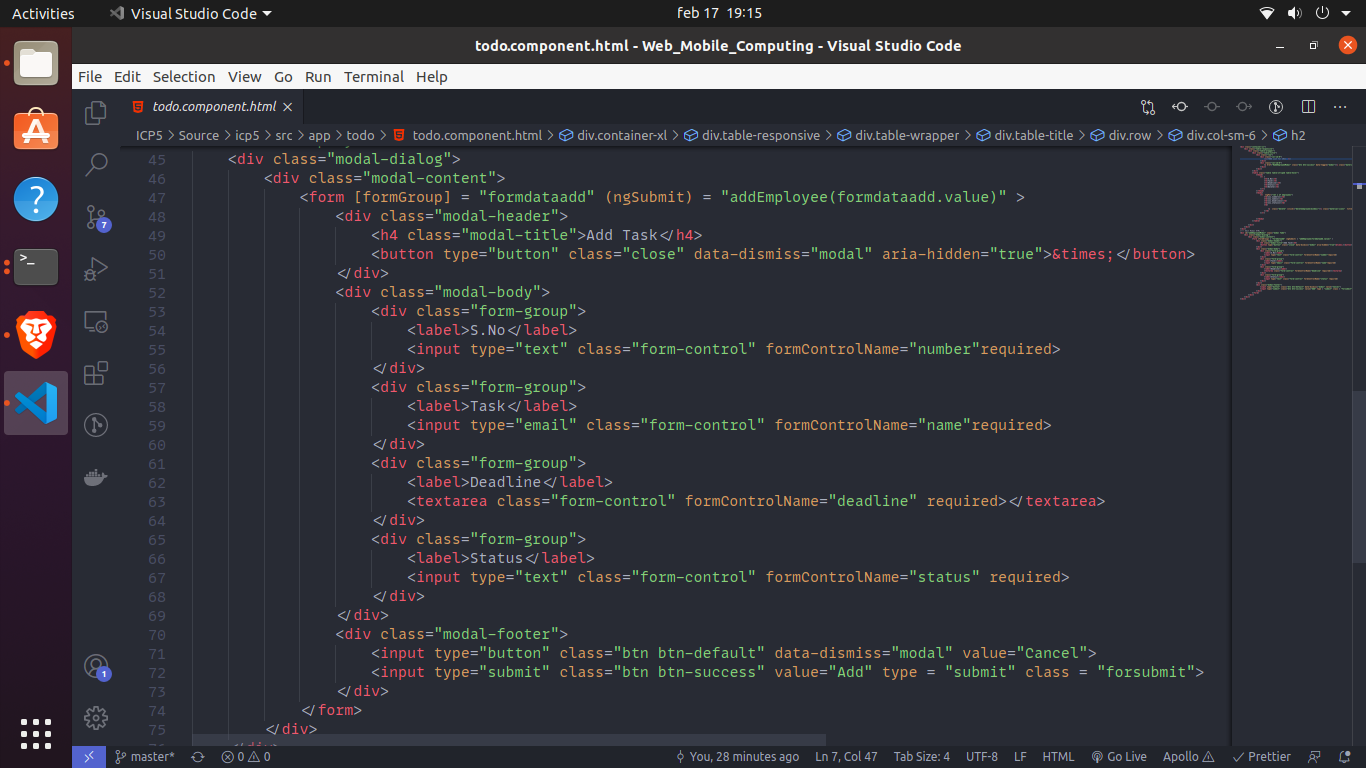 Activities Visual Studio Code feb 17 19:15
todo.component.html - Web_Mobile_Computing - Visual Studio Code
File Edit Selection View Go Run Terminal Help
todo.component.html
ICP5 > Source > icp5 > src > app > todo > todo.component.html > div.container-xl > div.table-responsive > div.table-wrapper > div.table-title > div.row > div.col-sm-6 > h2
45 <div class="modal-dialog">
46 <div class="modal-content">
47 <form [formGroup] = "formdataadd" (ngSubmit) = "addEmployee(formdataadd.value)" >
48 <div class="modal-header">
49 <h4 class="modal-title">Add Task</h4>
50 <button type="button" class="close" data-dismiss="modal" aria-hidden="true">&times;</button>
51 </div>
52 <div class="modal-body">
53 <div class="form-group">
54 <label>S.No</label>
55 <input type="text" class="form-control" formControlName="number"required>
56 </div>
57 <div class="form-group">
58 <label>Task</label>
59 <input type="email" class="form-control" formControlName="name"required>
60 </div>
61 <div class="form-group">
62 <label>Deadline</label>
63 <textarea class="form-control" formControlName="deadline" required></textarea>
64 </div>
65 <div class="form-group">
66 <label>Status</label>
67 <input type="text" class="form-control" formControlName="status" required>
68 </div>
69 </div>
70 <div class="modal-footer">
71 <input type="button" class="btn btn-default" data-dismiss="modal" value="Cancel">
72 <input type="submit" class="btn btn-success" value="Add" type = "submit" class = "forsubmit">
73 </div>
74 </form>
75 </div>
7
1
master* 0 0 You, 28 minutes ago Ln 7, Col 47 Tab Size: 4 UTF-8 LF HTML Go Live Apollo Prettier